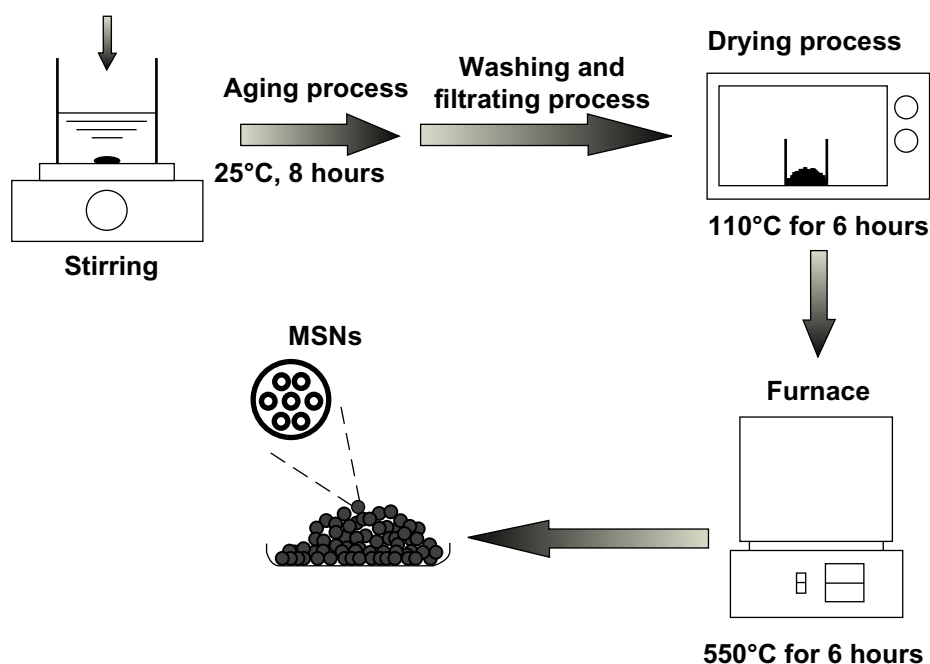 Stirring
Aging process
25°C, 8 hours
Washing and
filtrating process
Drying process
110°C for 6 hours
Furnace
550°C for 6 hours
MSNs